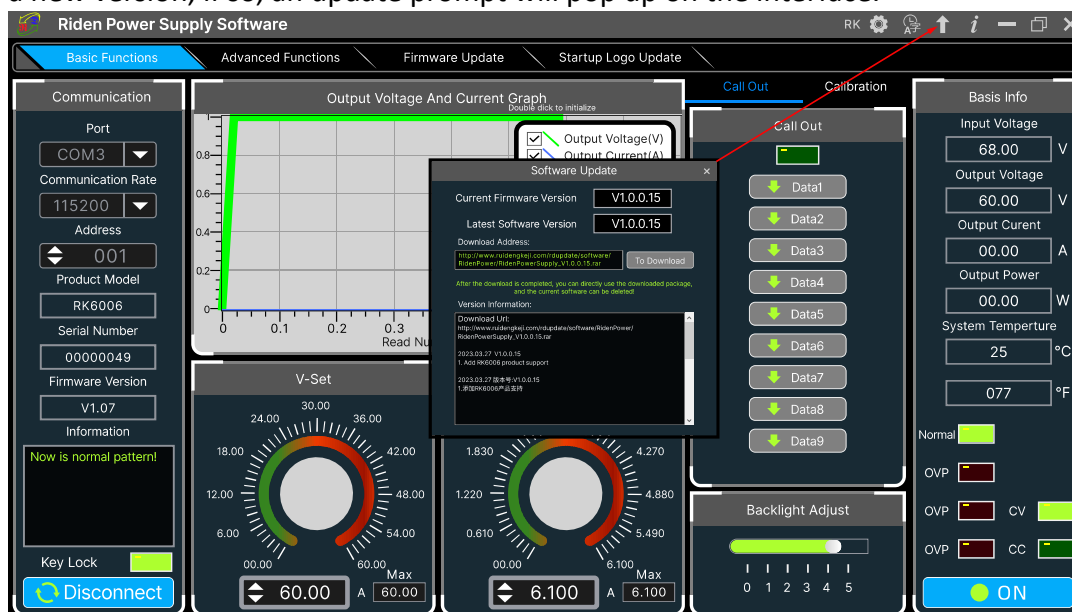 a new version, if so, an update prompt will pop up on the interface.
Riden Power Supply Software
RK
Basic Functions
Advanced Functions
Firmware Update
Startup Logo Update
Communication
Port
COM3
Communication Rate
115200
Address
001
Product Model
RK6006
Serial Number
00000049
Firmware Version
V1.07
Information
Now is normal pattern!
Key Lock
Disconnect
Output Voltage And Current Graph
Double dick to initialize
Output Voltage(V)
Output Current(A)
1
0.8
0.6
0.4
0.2
0
0 0.1 0.2 0.3
Read Nu
Software Update
×
Current Firmware Version V1.0.0.15
Latest Software Version V1.0.0.15
Download Address:
http://www.ruidengkeji.com/rdupdate/software/
RidenPower/RidenPowerSupply_V1.0.0.15.rar
To Download
After the download is completed, you can directly use the downloaded package,
and the current software can be deleted!
Version Information:
Download Url:
http://www.ruidengkeji.com/rdupdate/software/RidenPower/
RidenPowerSupply_V1.0.0.15.rar
2023.03.27 V1.0.0.15
1. Add RK6006 product support
2023.03.27 版本号:V1.0.0.15
1.添加RK6006产品支持
V-Set
00.00
6.00
12.00
18.00
24.00
30.00
36.00
42.00
48.00
54.00
60.00
Max
60.00 A 60.00
00.00
0.610
1.220
1.830
4.270
4.880
5.490
6.100
Max
6.100 A 6.100
Call Out
Calibration
Call Out
Data1
Data2
Data3
Data4
Data5
Data6
Data7
Data8
Data9
Backlight Adjust
0 1 2 3 4 5
Basis Info
Input Voltage
68.00 V
Output Voltage
60.00 V
Output Curent
00.00 A
Output Power
00.00 W
System Temperture
25 °C
077 °F
Normal
OVP
OVP CV
OVP CC
ON